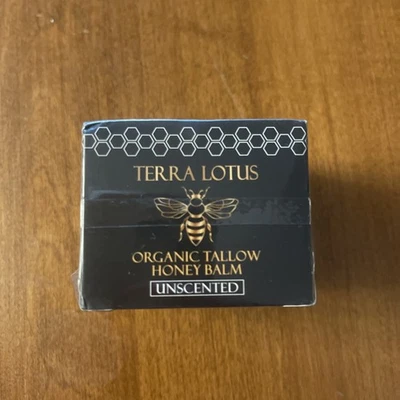 TERRA LOTUS
ORGANIC TALLOW
HONEY BALM
UNSCENTED